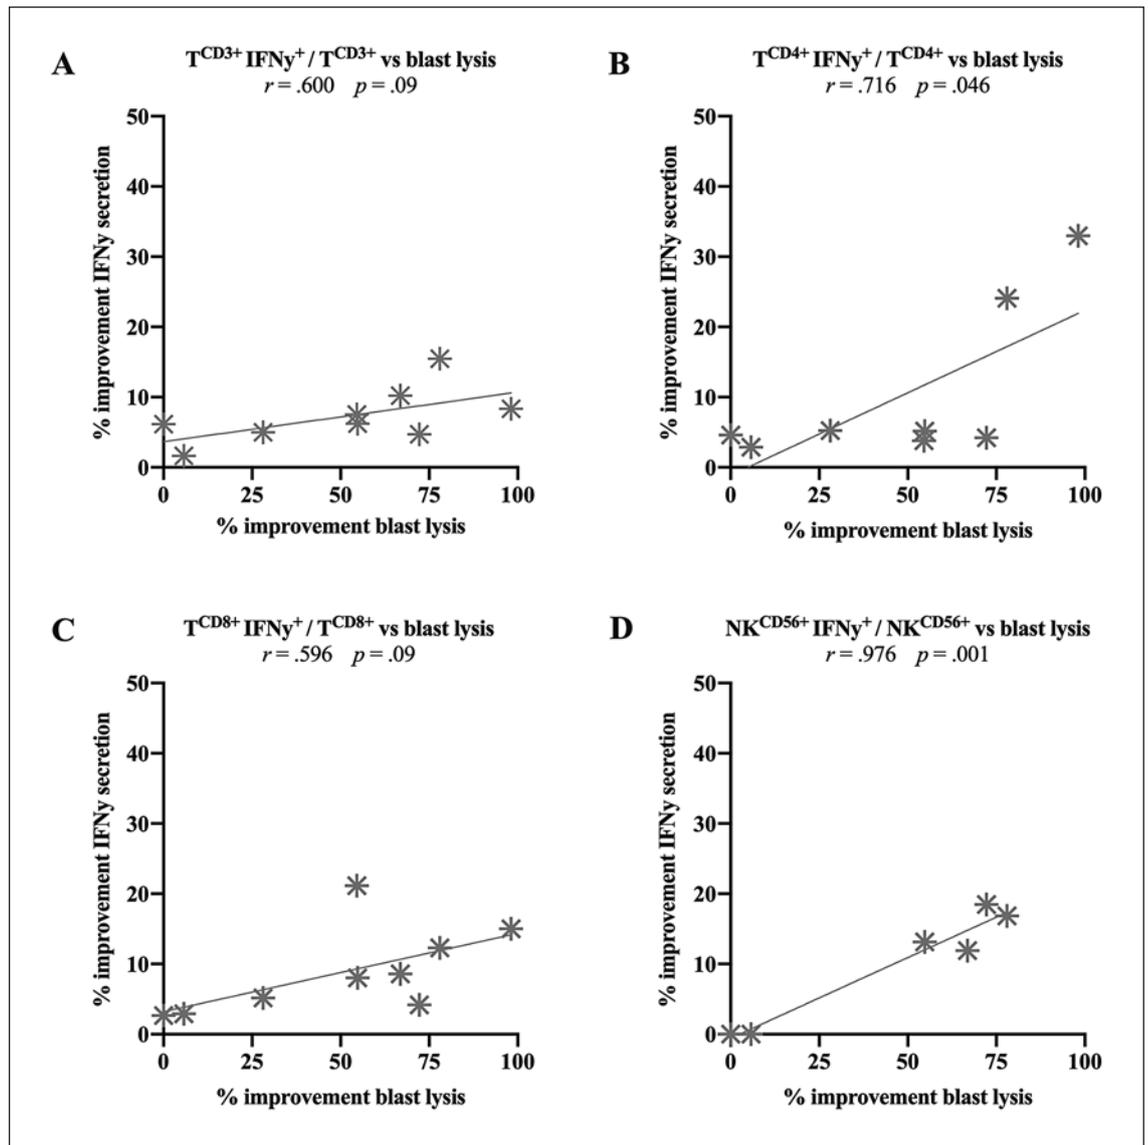 A
T^CD3+ IFNy^+ / T^CD3+ vs blast lysis
r = .600 p = .09
50
40
30
20
10
0
% improvement IFNy secretion
0 25 50 75 100
% improvement blast lysis
B
T^CD4+ IFNy^+ / T^CD4+ vs blast lysis
r = .716 p = .046
50
40
30
20
10
0
% improvement IFNy secretion
0 25 50 75 100
% improvement blast lysis
C
T^CD8+ IFNy^+ / T^CD8+ vs blast lysis
r = .596 p = .09
50
40
30
20
10
0
% improvement IFNy secretion
0 25 50 75 100
% improvement blast lysis
D
NK^CD56+ IFNy^+ / NK^CD56+ vs blast lysis
r = .976 p = .001
50
40
30
20
10
0
% improvement IFNy secretion
0 25 50 75 100
% improvement blast lysis